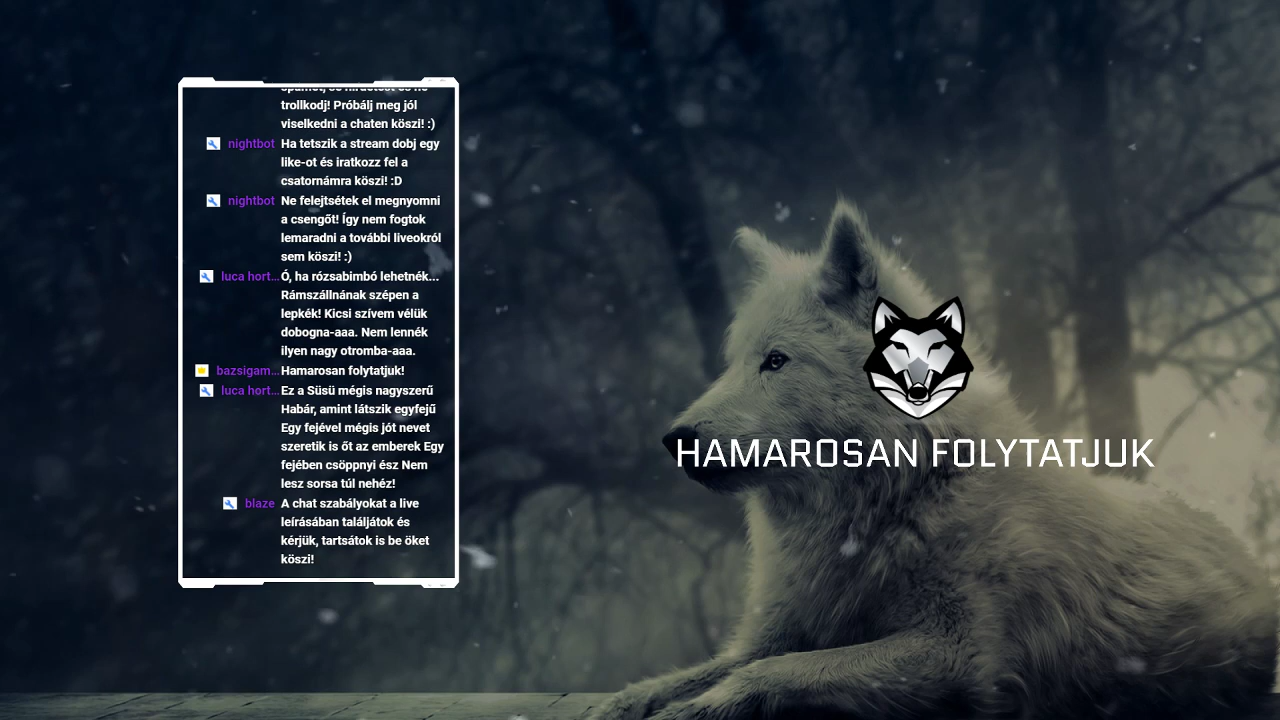 trollkodj! Próbálj meg jól
viselkedni a chaten köszi! :)
nightbot Ha tetszik a stream dobj egy
like-ot és iratkozz fel a
csatornámra köszi! :D
nightbot Ne felejtsétek el megnyomni
a csengőt! Így nem fogtok
lemaradni a további liveokról
sem köszi! :)
luca hort... Ó, ha rózsabimbó lehetnék...
Rámszállnának szépen a
lepkék! Kicsi szívem vélük
dobogna-aaa. Nem lennék
ilyen nagy otromba-aaa.
bazsigam... Hamarosan folytatjuk!
luca hort... Ez a Süsü mégis nagyszerű
Habár, amint látszik egyfejű
Egy fejével mégis jót nevet
szeretik is őt az emberek Egy
fejében csöppnyi ész Nem
lesz sorsa túl nehéz!
blaze A chat szabályokat a live
leírásában találjátok és
kérjük, tartsátok is be öket
köszi!
HAMAROSAN FOLYTATJUK